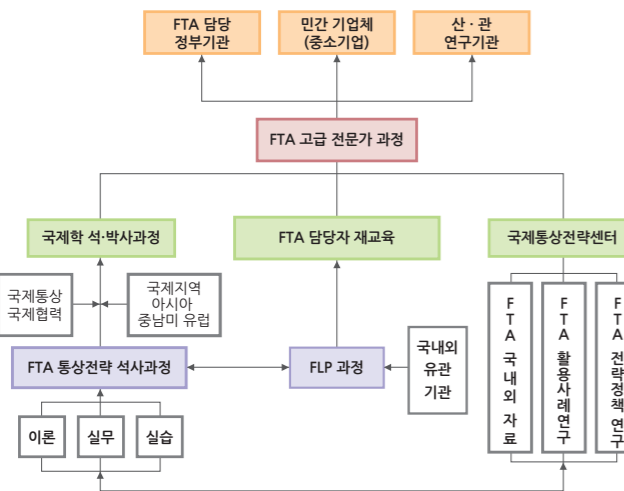 FTA 담당
정부기관
민간 기업체
(중소기업)
산 · 관
연구기관
FTA 고급 전문가 과정
국제학 석·박사과정
FTA 담당자 재교육
국제통상전략센터
국제통상
국제협력
국제지역
아시아
중남미 유럽
FTA 국내외 자료
FTA 활용사례연구
FTA 전략정책 연구
FTA 통상전략 석사과정
FLP 과정
국내외
유관
기관
이론
실무
실습